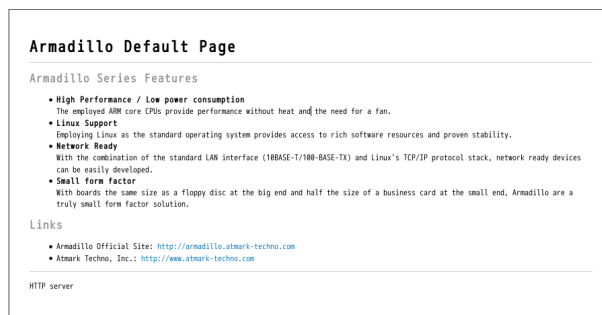 Armadillo Default Page
Armadillo Series Features
• High Performance / Low power consumption
The employed ARM core CPUs provide performance without heat and the need for a fan.
• Linux Support
Employing Linux as the standard operating system provides access to rich software resources and proven stability.
• Network Ready
With the combination of the standard LAN interface (10BASE-T/100-BASE-TX) and Linux's TCP/IP protocol stack, network ready devices
can be easily developed.
• Small form factor
With boards the same size as a floppy disc at the big end and half the size of a business card at the small end, Armadillo are a
truly small form factor solution.
Links
• Armadillo Official Site: http://armadillo.atmark-techno.com
• Atmark Techno, Inc.: http://www.atmark-techno.com
HTTP server